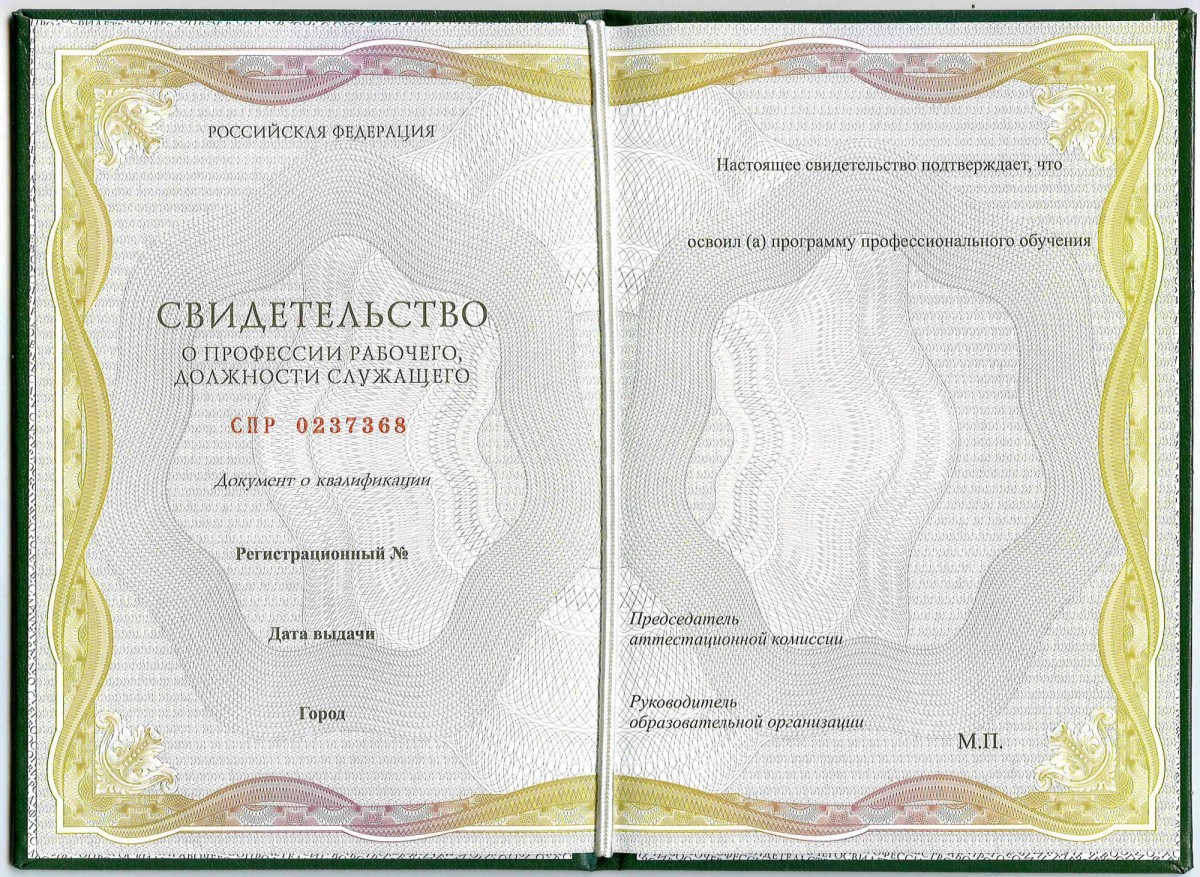 РОССИЙСКАЯ ФЕДЕРАЦИЯ
СВИДЕТЕЛЬСТВО
О ПРОФЕССИИ РАБОЧЕГО,
ДОЛЖНОСТИ СЛУЖАЩЕГО
СПР 0237368
Документ о квалификации
Регистрационный №
Дата выдачи
Город
Настоящее свидетельство подтверждает, что
освоил (а) программу профессионального обучения
Председатель
аттестационной комиссии
Руководитель
образовательной организации
М.П.